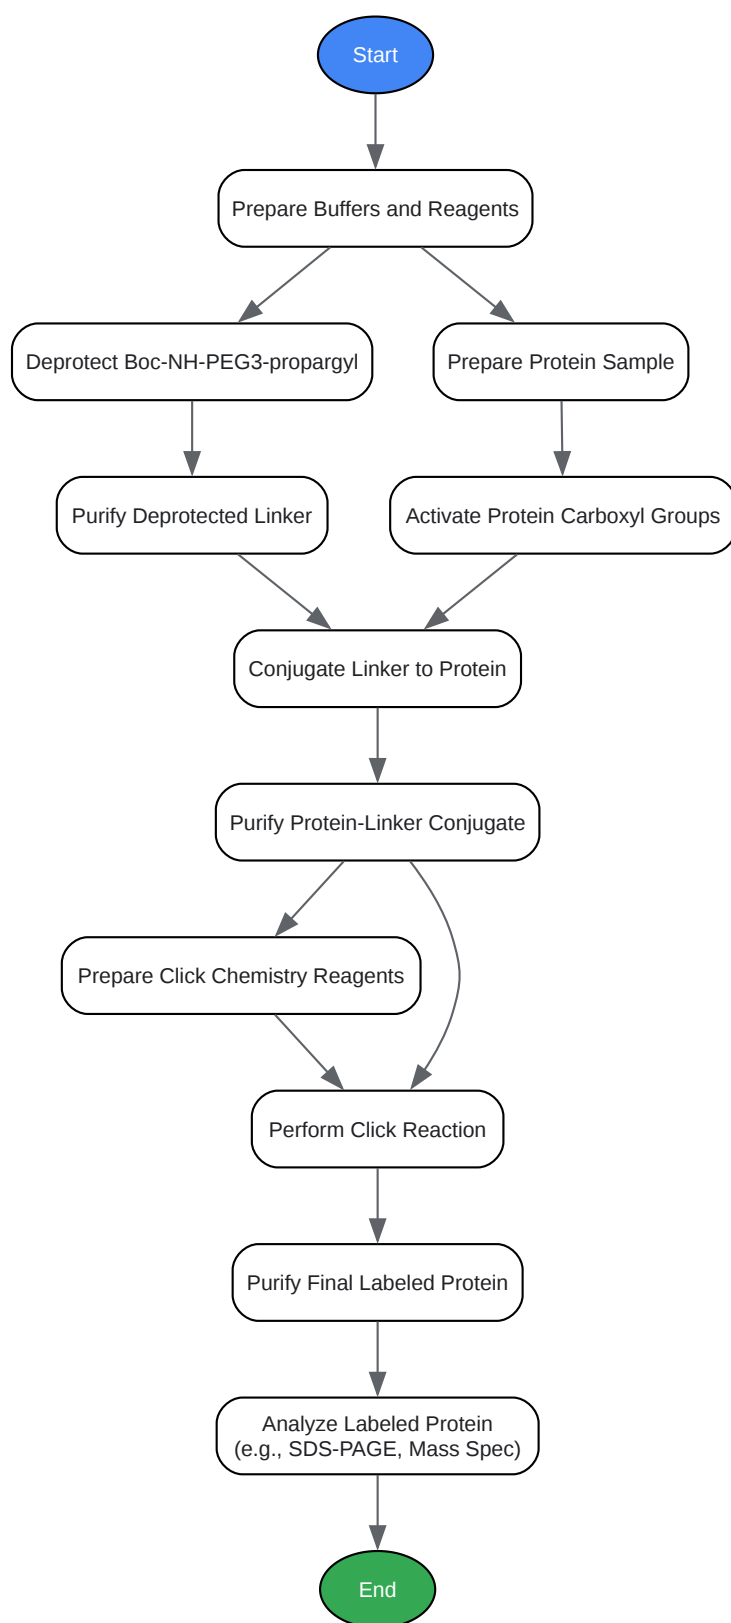 Start
Prepare Buffers and Reagents
Deprotect Boc-NH-PEG3-propargyl
Prepare Protein Sample
Purify Deprotected Linker
Activate Protein Carboxyl Groups
Conjugate Linker to Protein
Purify Protein-Linker Conjugate
Prepare Click Chemistry Reagents
Perform Click Reaction
Purify Final Labeled Protein
Analyze Labeled Protein
(e.g., SDS-PAGE, Mass Spec)
End